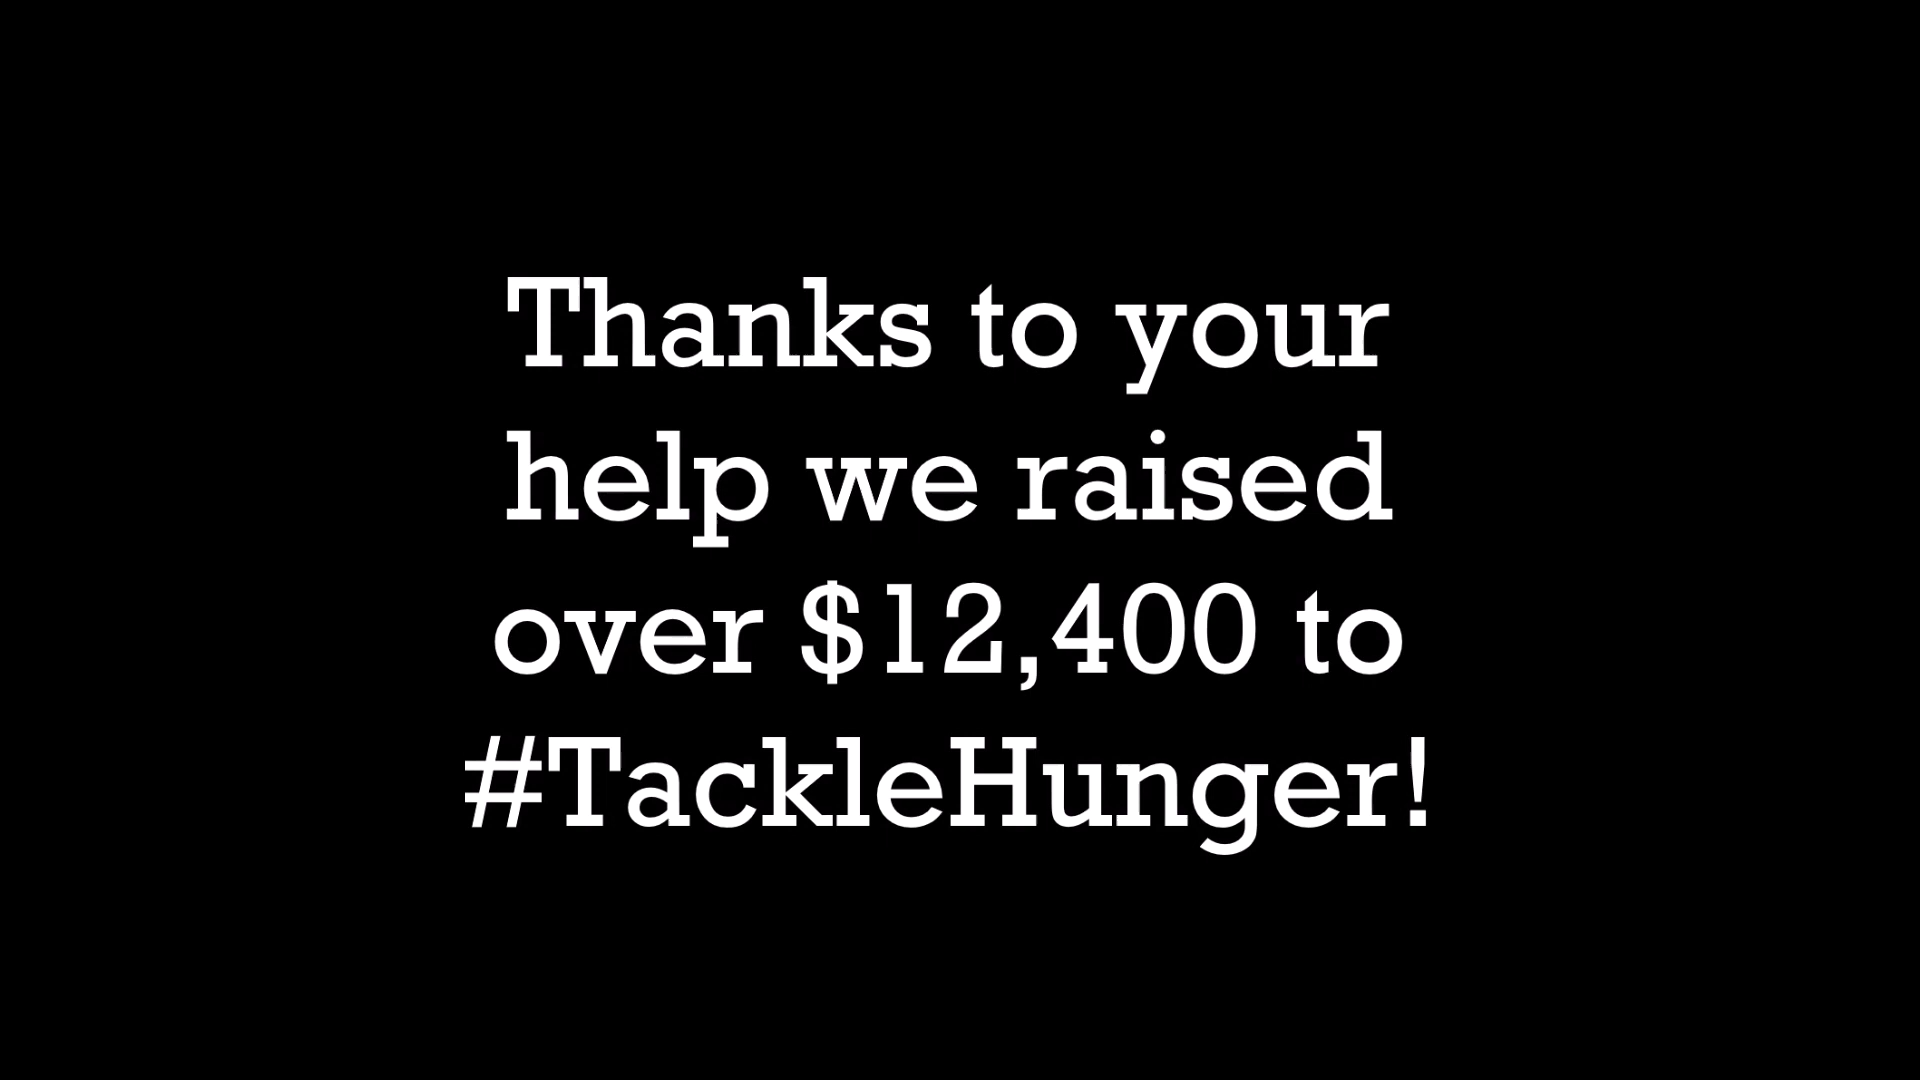 Thanks to your
help we raised
over $12,400 to
#TackleHunger!